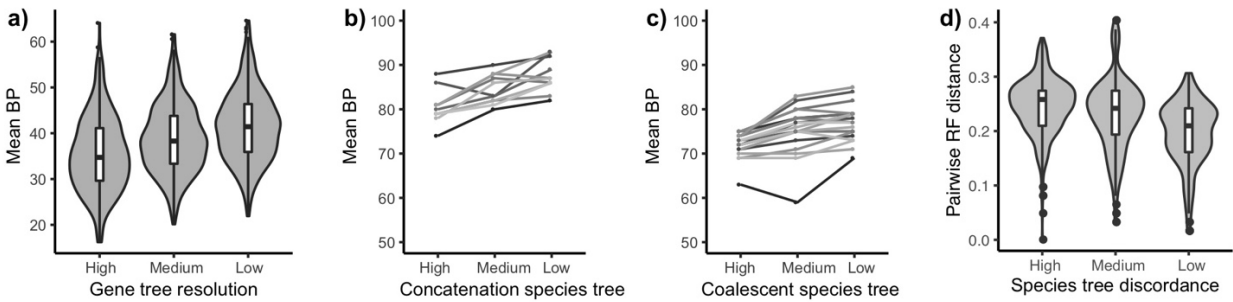 a)
Mean BP
60
50
40
30
20
High Medium Low
Gene tree resolution
b)
Mean BP
100
90
80
70
60
50
High Medium Low
Concatenation species tree
c)
Mean BP
100
90
80
70
60
50
High Medium Low
Coalescent species tree
d)
Pairwise RF distance
0.4
0.3
0.2
0.1
0.0
High Medium Low
Species tree discordance